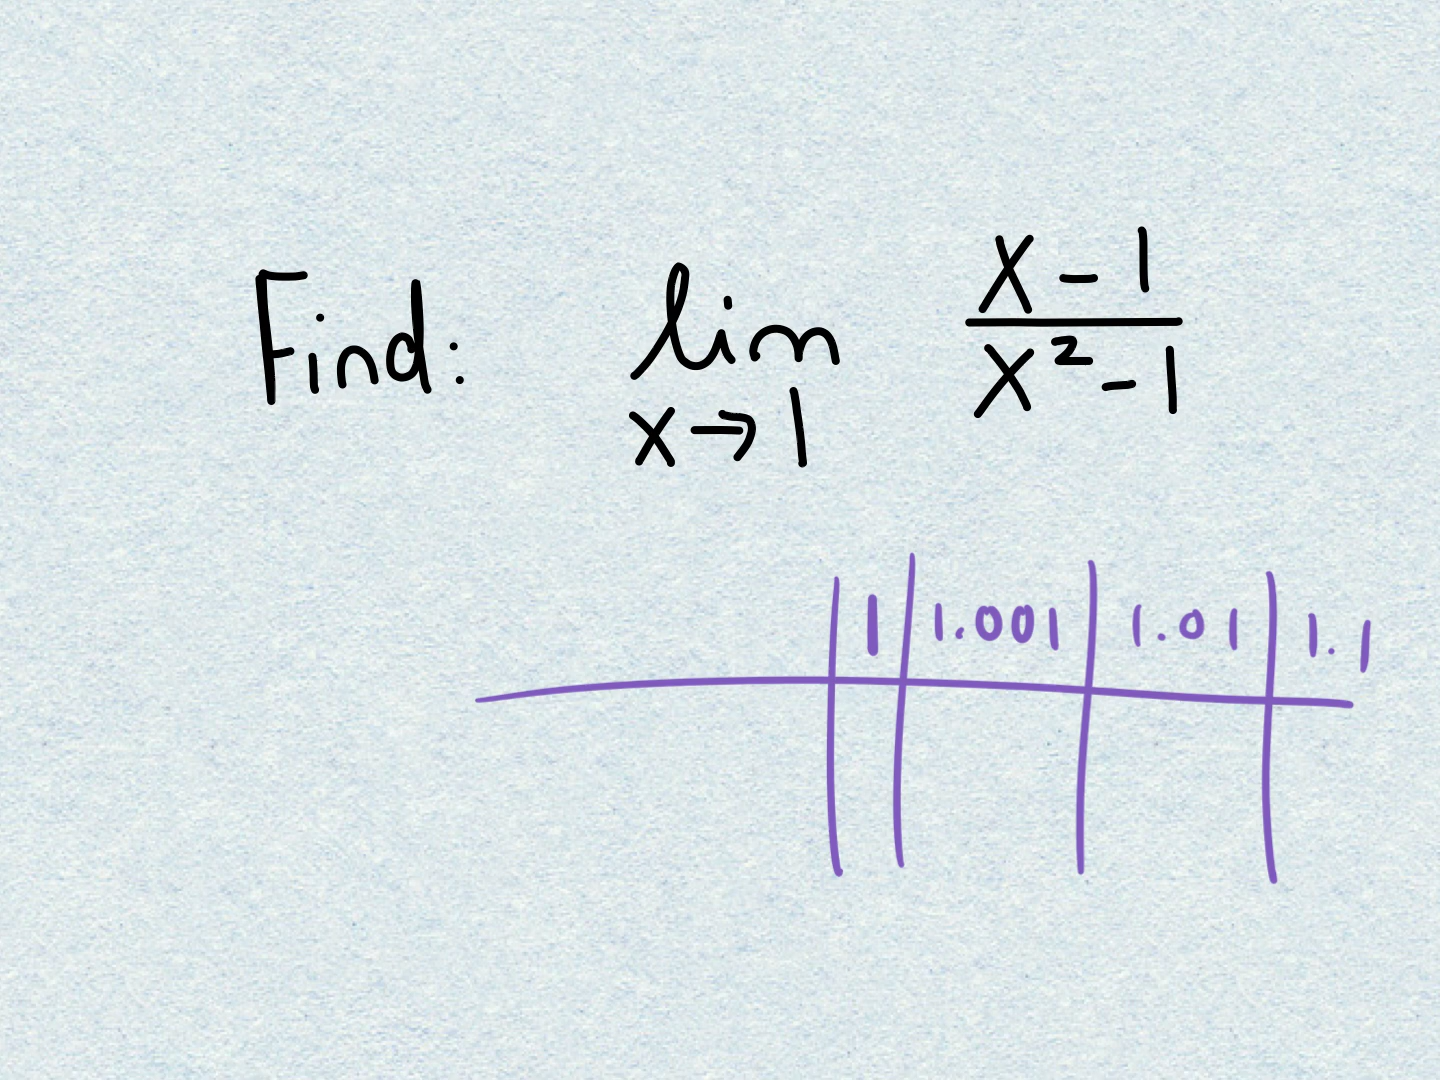 Find: lim x→1 x - 1 / x² - 1
1 | 1.001 | 1.01 | 1.1